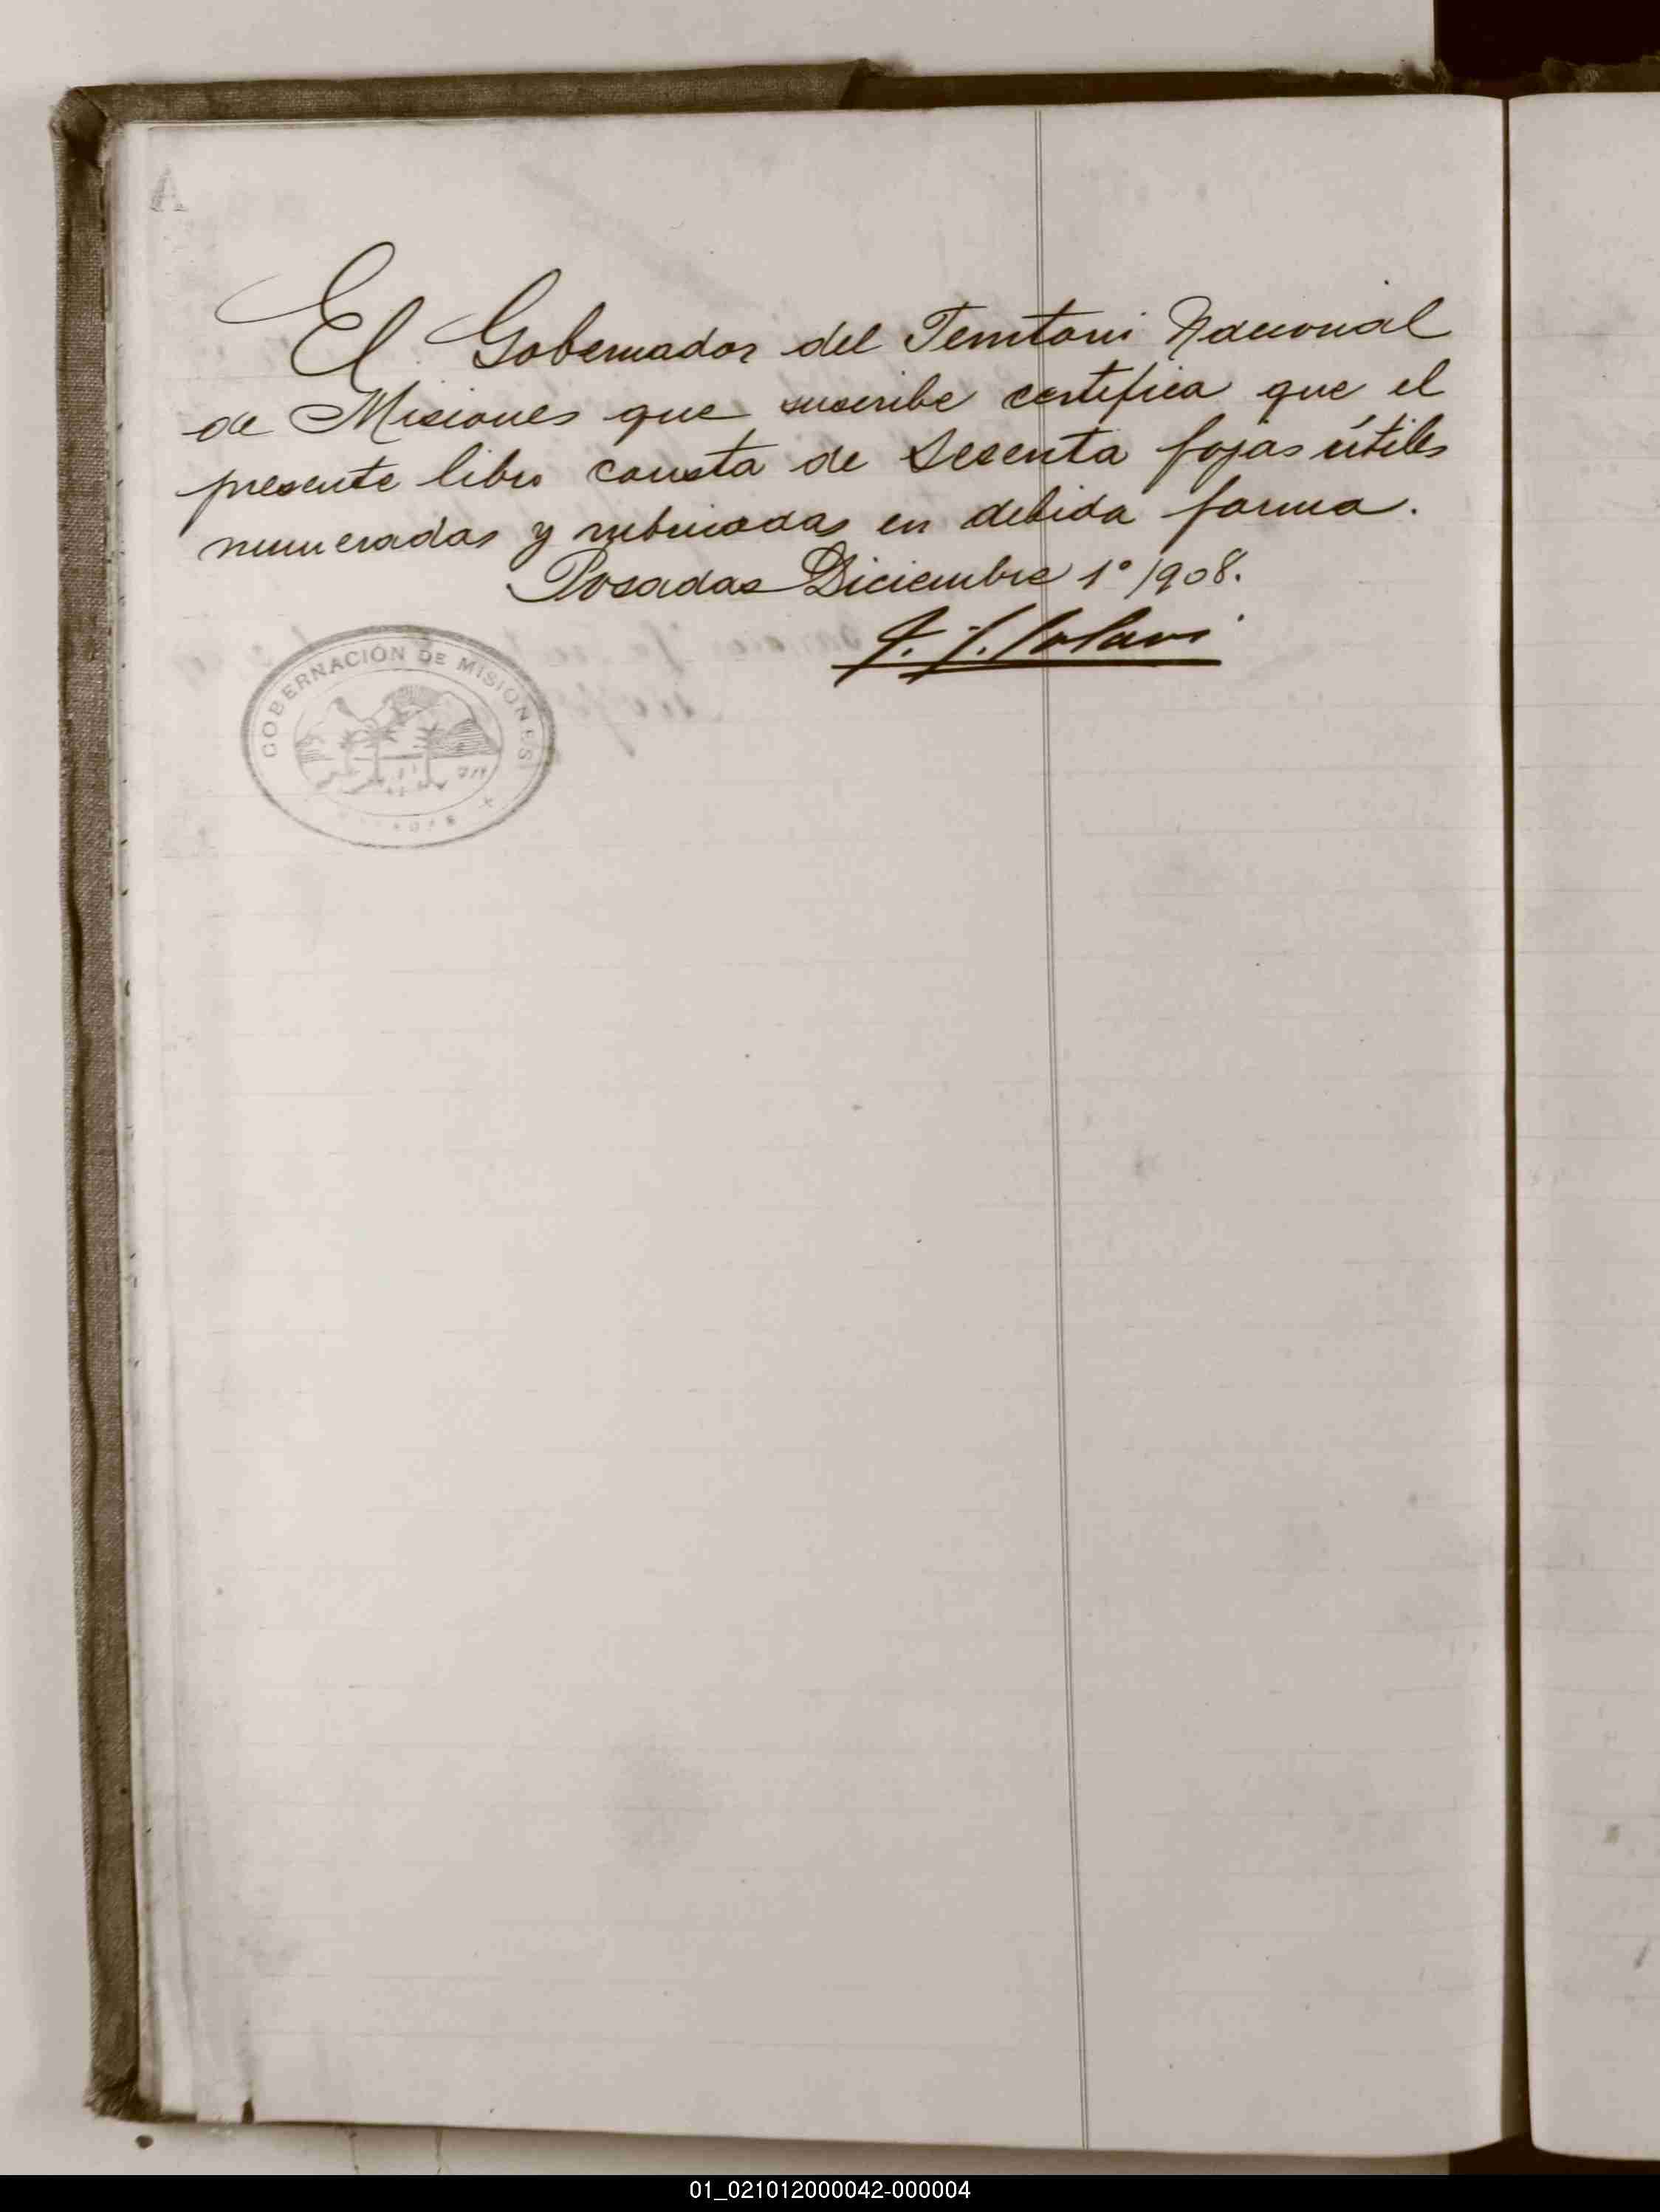 El Gobernador del Territorio Nacional
de Misiones que suscribe certifica que el
presente libro consta de sesenta fojas útiles
numeradas y rubricadas en debida forma.
Posadas Diciembre 1º/908.
GOBERNACIÓN DE MISIONES
01_021012000042-000004